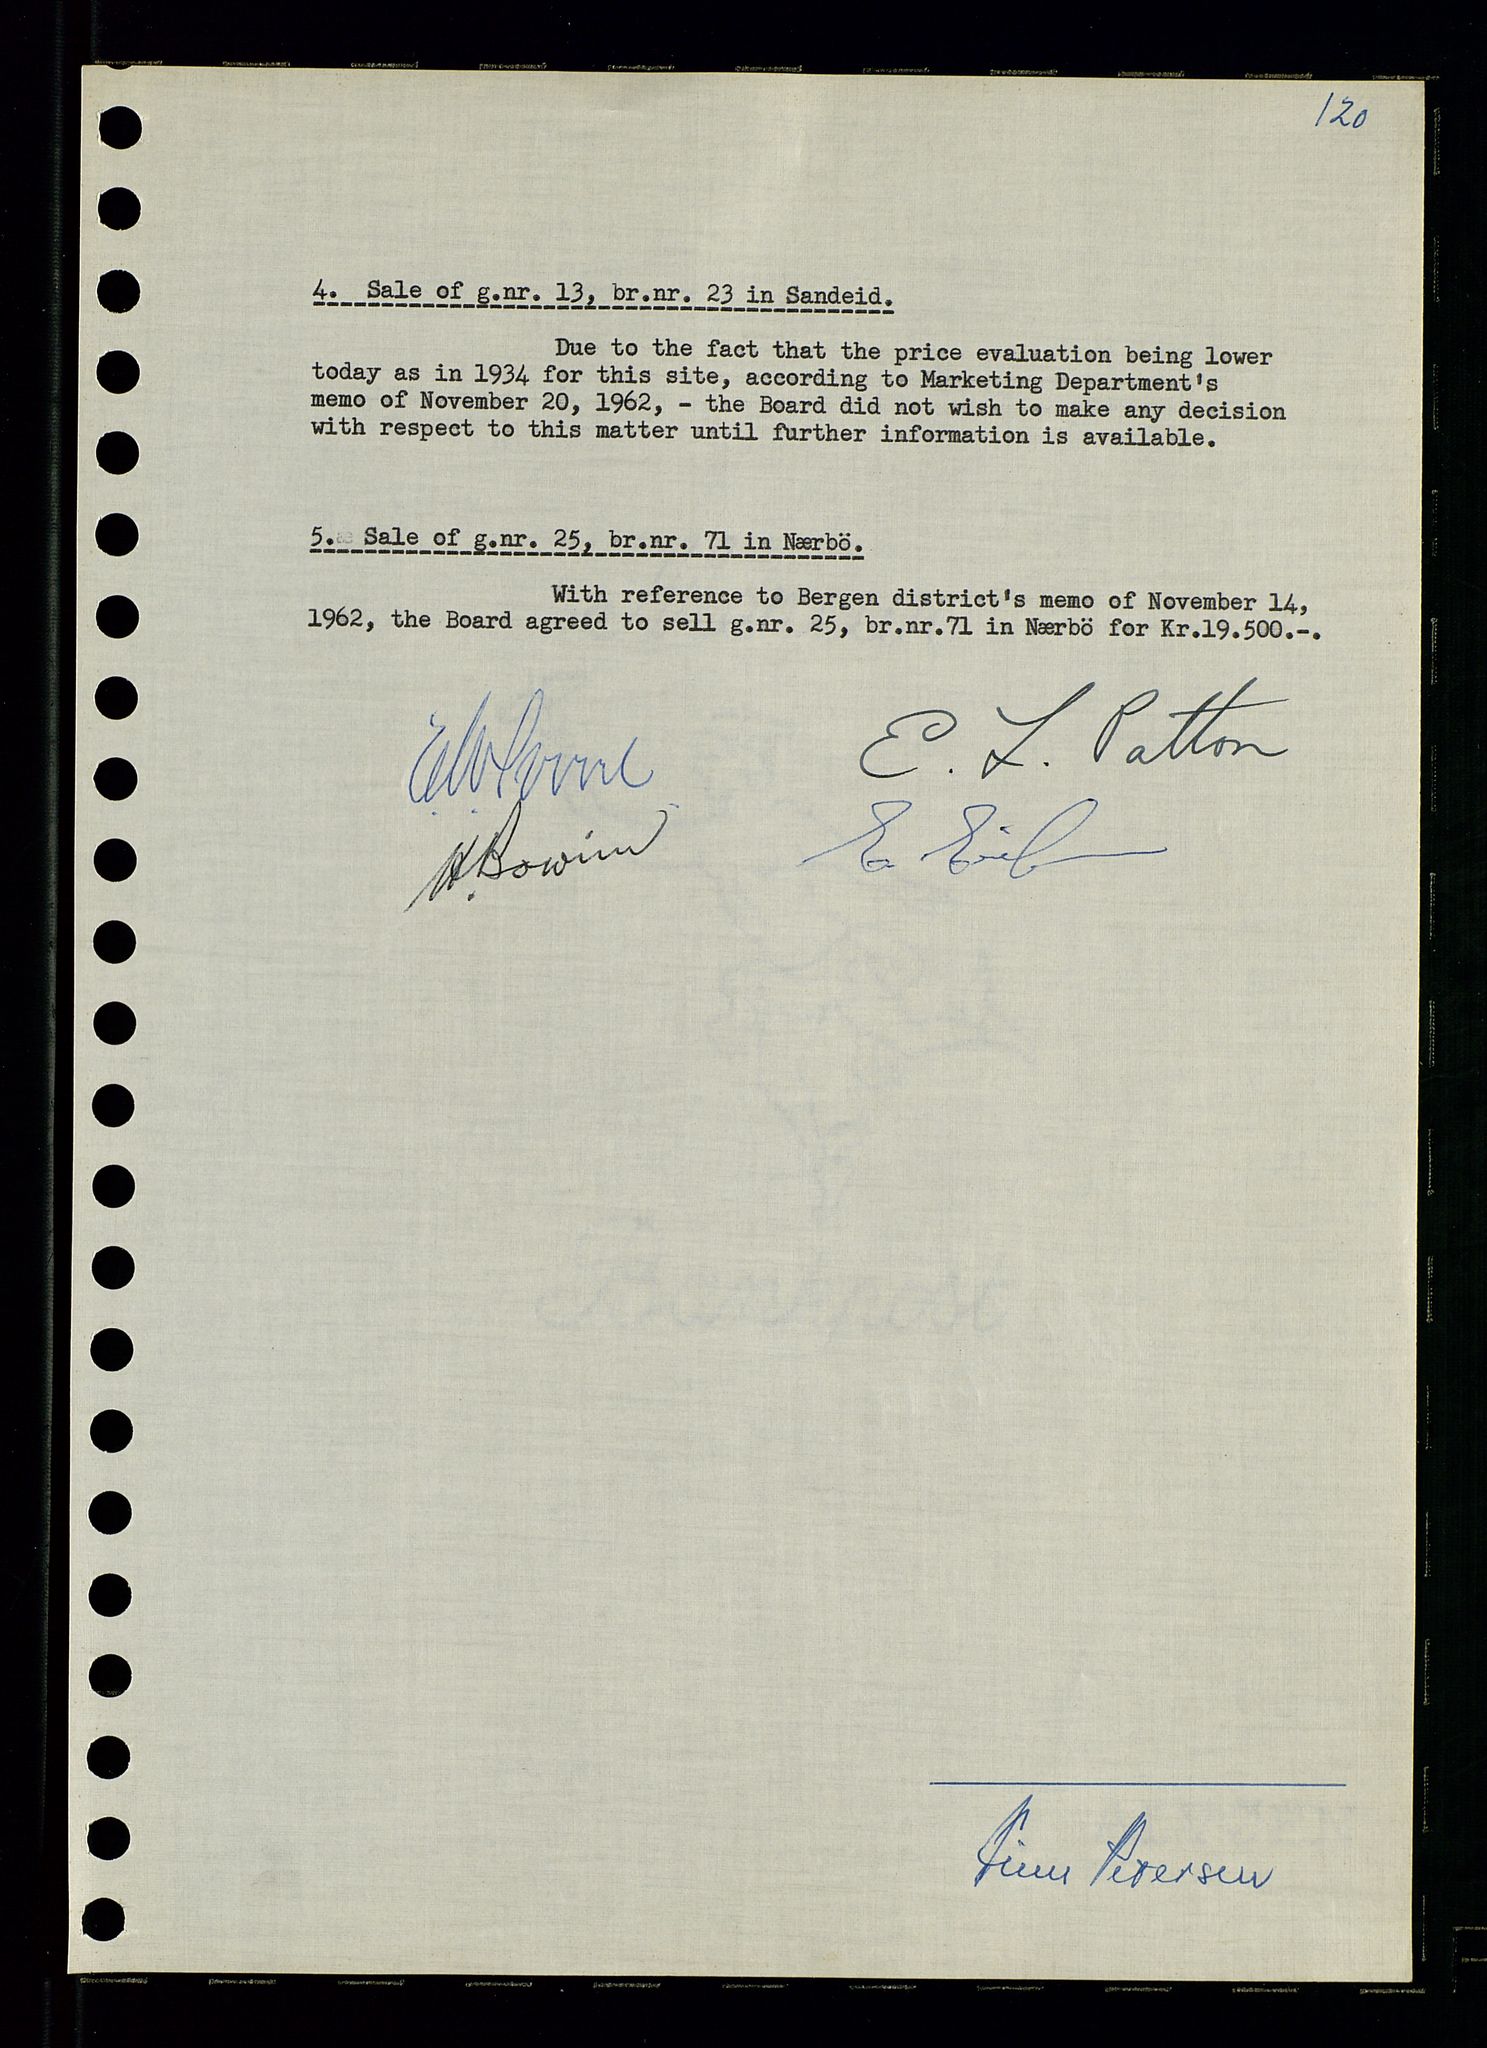 120
4. Sale of g.nr. 13, br.nr. 23 in Sandeid.
Due to the fact that the price evaluation being lower
today as in 1934 for this site, according to Marketing Department's
memo of November 20, 1962, - the Board did not wish to make any decision
with respect to this matter until further information is available.
5. Sale of g.nr. 25, br.nr. 71 in Nærbö.
With reference to Bergen district's memo of November 14,
1962, the Board agreed to sell g.nr. 25, br.nr.71 in Nærbö for Kr.19.500.-.
E. L. Patton
Finn Petersen